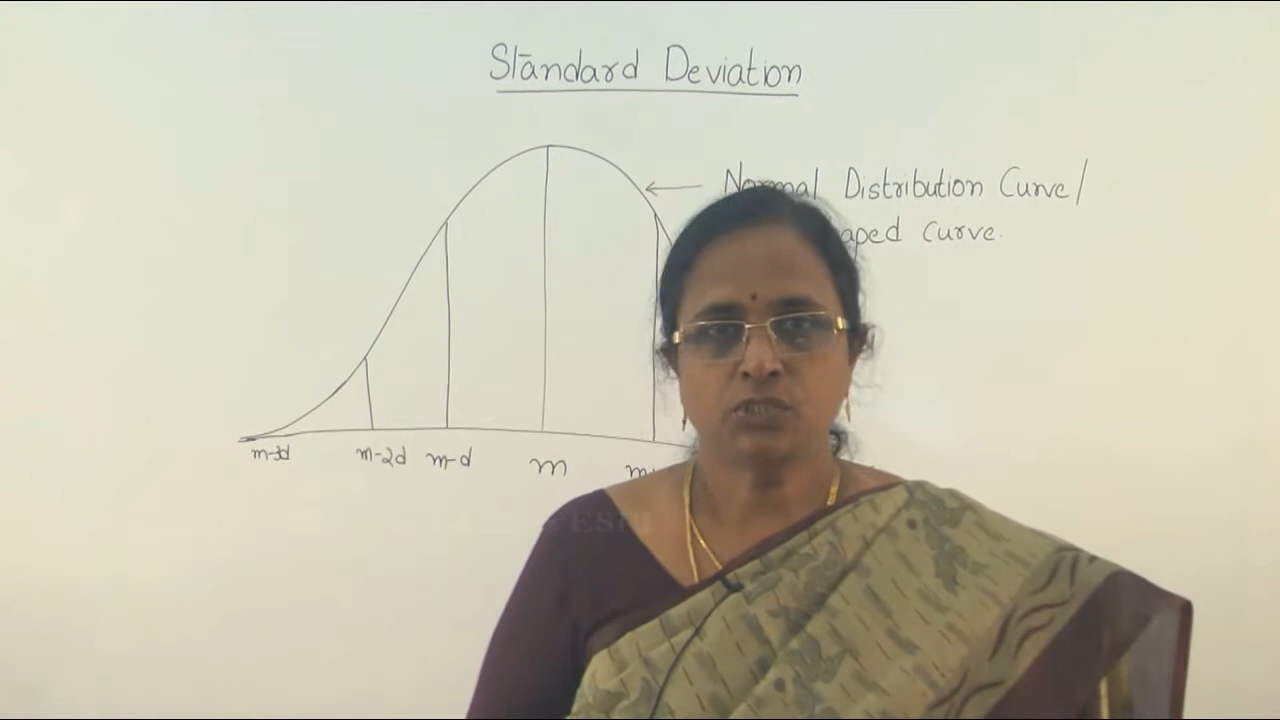 Standard Deviation
Normal Distribution Curve/
aped curve.
m-3d
m-2d
m-d
m
m